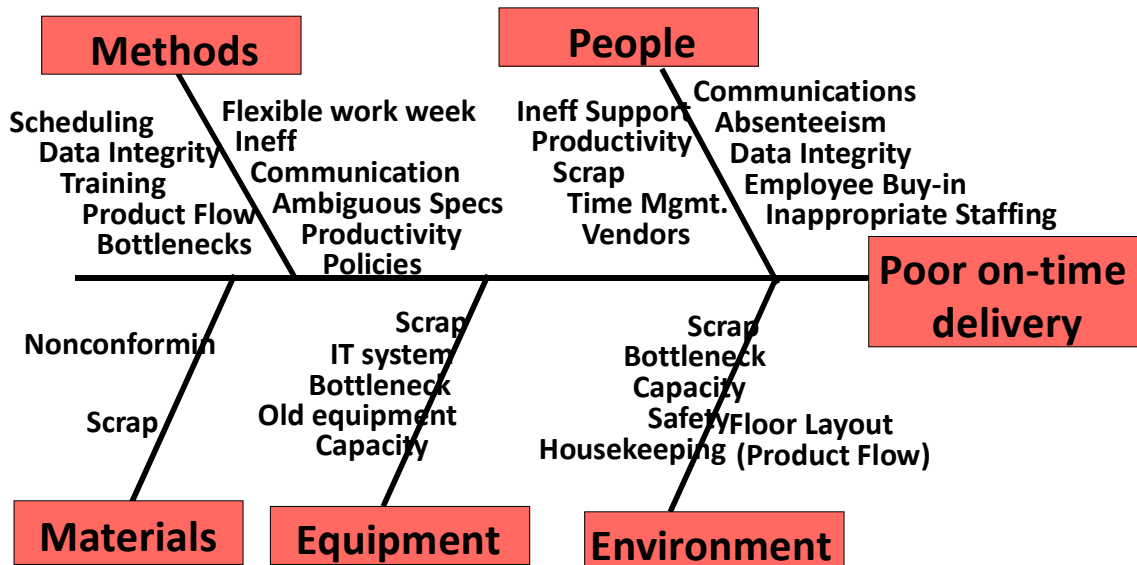 Methods
People
Scheduling
Data Integrity
Training
Product Flow
Bottlenecks
Flexible work week
Ineff
Communication
Ambiguous Specs
Productivity
Policies
Ineff Support
Productivity
Scrap
Time Mgmt.
Vendors
Communications
Absenteeism
Data Integrity
Employee Buy-in
Inappropriate Staffing
Poor on-time
delivery
Nonconformin
Scrap
Scrap
IT system
Bottleneck
Old equipment
Capacity
Scrap
Bottleneck
Capacity
Safety
Housekeeping
Floor Layout
(Product Flow)
Materials
Equipment
Environment